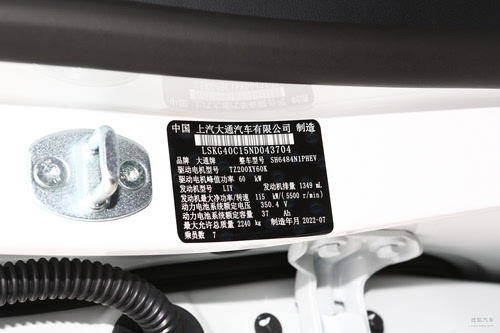 中国 上汽大通汽车有限公司 制造
LSKG40C15ND043704
品牌 大通牌 整车型号 SH6484N1PHEV
驱动电机型号 TZ200XY60K
驱动电机峰值功率 60 kW
发动机型号 L1Y 发动机排量 1349 mL
发动机最大净功率/转速 115 kW/(5500 r/min)
动力电池系统额定电压 350.4 V
动力电池系统额定容量 37 Ah
最大允许总质量 2240 kg 制造年月 2022-07
乘员数 7